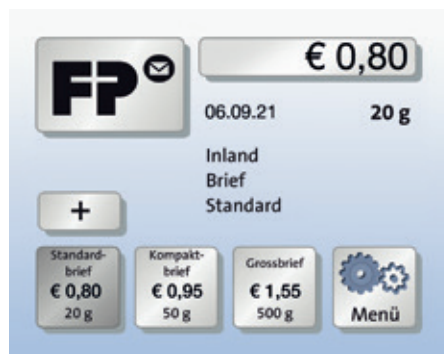 FP
€ 0,80
06.09.21 20 g
Inland
Brief
Standard
+
Standard-
brief
€ 0,80
20 g
Kompakt-
brief
€ 0,95
50 g
Grossbrief
€ 1,55
500 g
Menü